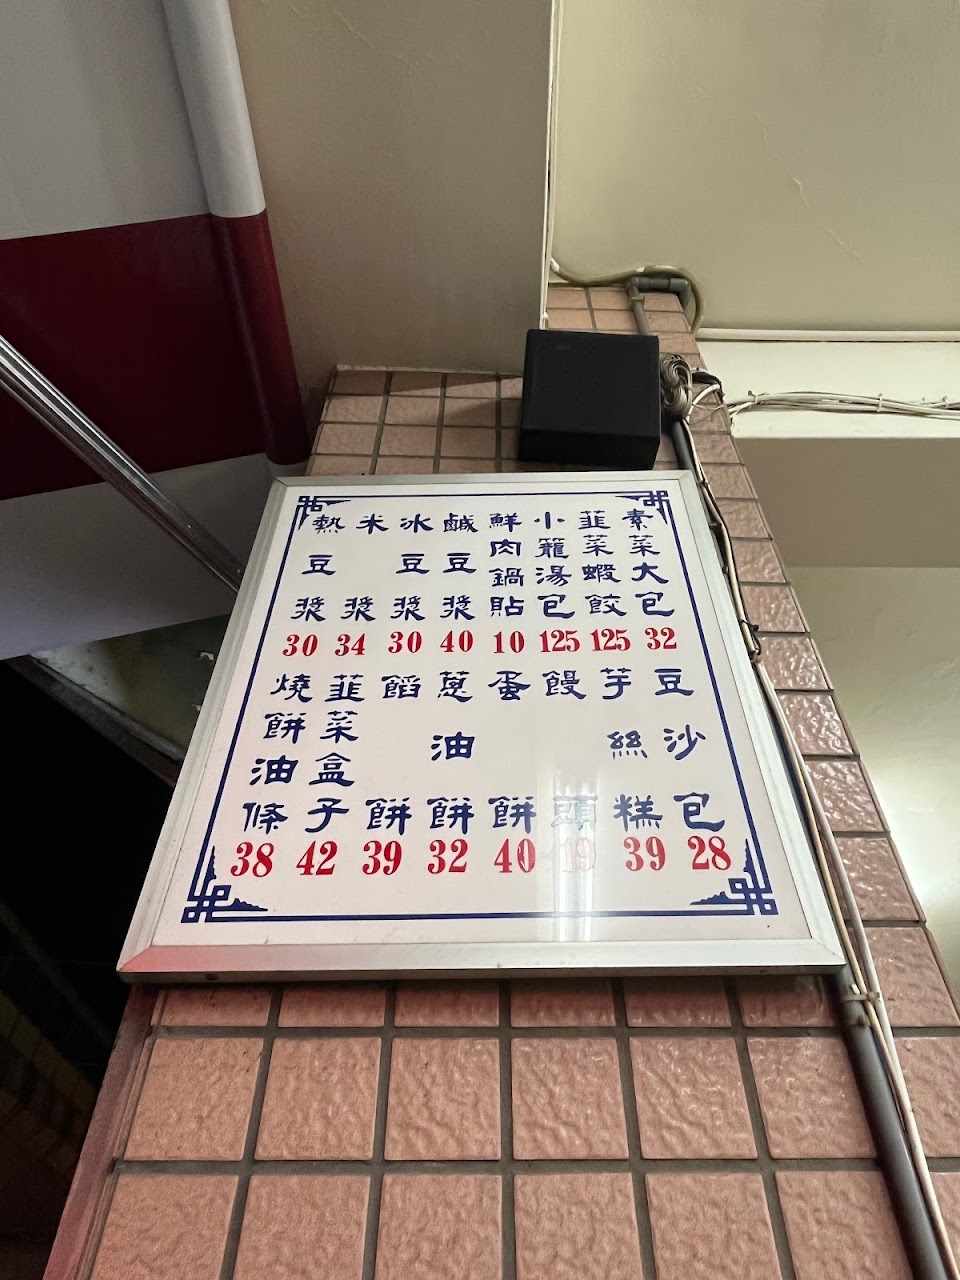 素菜大包
32
韮菜蝦餃
125
小籠湯包
125
鮮肉鍋貼
10
鹹豆漿
40
冰豆漿
30
米漿
34
熱豆漿
30
豆沙包
28
芋絲糕
39
饅頭
19
蛋餅
40
蔥油餅
32
餡餅
39
韮菜盒子
42
燒餅油條
38